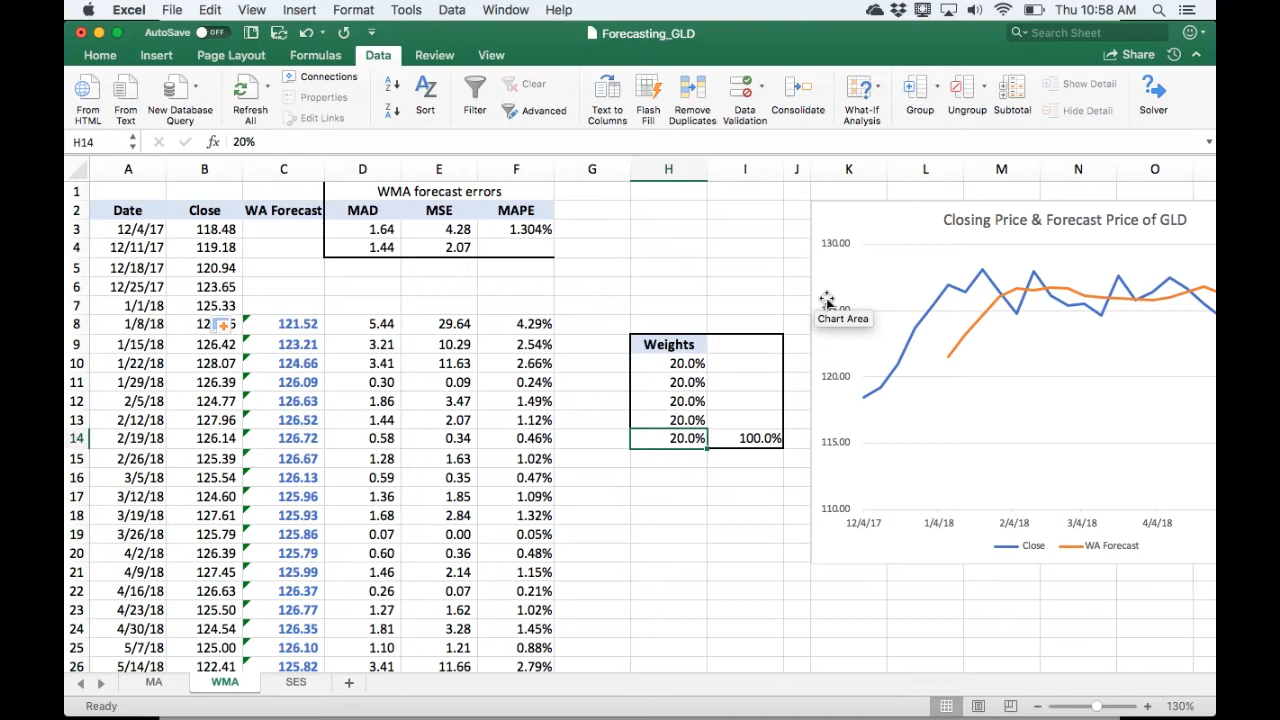 Excel File Edit View Insert Format Tools Data Window Help Thu 10:58 AM
AutoSave OFF Forecasting_GLD Search Sheet
Home Insert Page Layout Formulas Data Review View Share
From HTML From Text New Database Query Refresh All Connections Properties Edit Links Sort Filter Clear Advanced Text to Columns Flash Fill Remove Duplicates Data Validation Consolidate What-If Analysis Group Ungroup Subtotal Show Detail Hide Detail Solver
H14 fx 20%
A B C D E F G H I J K L M N O
1 WMA forecast errors
2 Date Close WA Forecast MAD MSE MAPE
3 12/4/17 118.48 1.64 4.28 1.304%
4 12/11/17 119.18 1.44 2.07
5 12/18/17 120.94
6 12/25/17 123.65
7 1/1/18 125.33
8 1/8/18 121.52 5.44 29.64 4.29%
9 1/15/18 126.42 123.21 3.21 10.29 2.54% Weights
10 1/22/18 128.07 124.66 3.41 11.63 2.66% 20.0%
11 1/29/18 126.39 126.09 0.30 0.09 0.24% 20.0%
12 2/5/18 124.77 126.63 1.86 3.47 1.49% 20.0%
13 2/12/18 127.96 126.52 1.44 2.07 1.12% 20.0%
14 2/19/18 126.14 126.72 0.58 0.34 0.46% 20.0% 100.0%
15 2/26/18 125.39 126.67 1.28 1.63 1.02%
16 3/5/18 125.54 126.13 0.59 0.35 0.47%
17 3/12/18 124.60 125.96 1.36 1.85 1.09%
18 3/19/18 127.61 125.93 1.68 2.84 1.32%
19 3/26/18 125.79 125.86 0.07 0.00 0.05%
20 4/2/18 126.39 125.79 0.60 0.36 0.48%
21 4/9/18 127.45 125.99 1.46 2.14 1.15%
22 4/16/18 126.63 126.37 0.26 0.07 0.21%
23 4/23/18 125.50 126.77 1.27 1.62 1.02%
24 4/30/18 124.54 126.35 1.81 3.28 1.45%
25 5/7/18 125.00 126.10 1.10 1.21 0.88%
26 5/14/18 122.41 125.82 3.41 11.66 2.79%
Closing Price & Forecast Price of GLD
130.00
Chart Area
120.00
115.00
110.00
12/4/17 1/4/18 2/4/18 3/4/18 4/4/18
Close WA Forecast
MA WMA SES +
Ready 130%